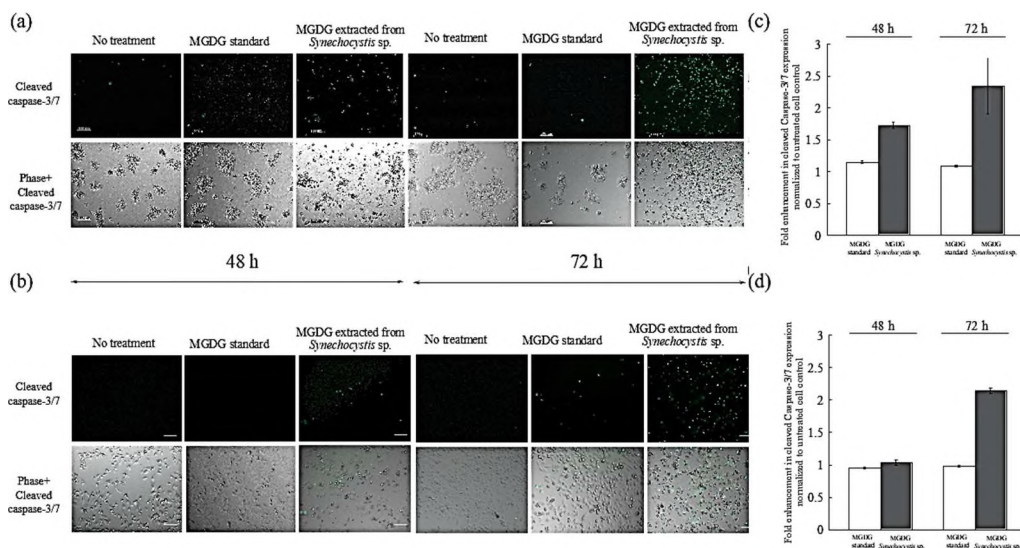 (a)
No treatment
MGDG standard
MGDG extracted from
Synechocystis sp.
No treatment
MGDG standard
MGDG extracted from
Synechocystis sp.
Cleaved
caspase-3/7
Phase+
Cleaved
caspase-3/7
48 h
72 h
(b)
No treatment
MGDG standard
MGDG extracted from
Synechocystis sp.
No treatment
MGDG standard
MGDG extracted from
Synechocystis sp.
Cleaved
caspase-3/7
Phase+
Cleaved
caspase-3/7
(c)
48 h
72 h
Fold enhancement in cleaved Caspase-3/7 expression
normalized to untreated cell control
3
2.5
2
1.5
1
0.5
0
MGDG
standard
MGDG
Synechocystis sp.
MGDG
standard
MGDG
Synechocystis sp.
(d)
48 h
72 h
Fold enhancement in cleaved Caspase-3/7 expression
normalized to untreated cell control
3
2.5
2
1.5
1
0.5
0
MGDG
standard
MGDG
Synechocystis sp.
MGDG
standard
MGDG
Synechocystis sp.